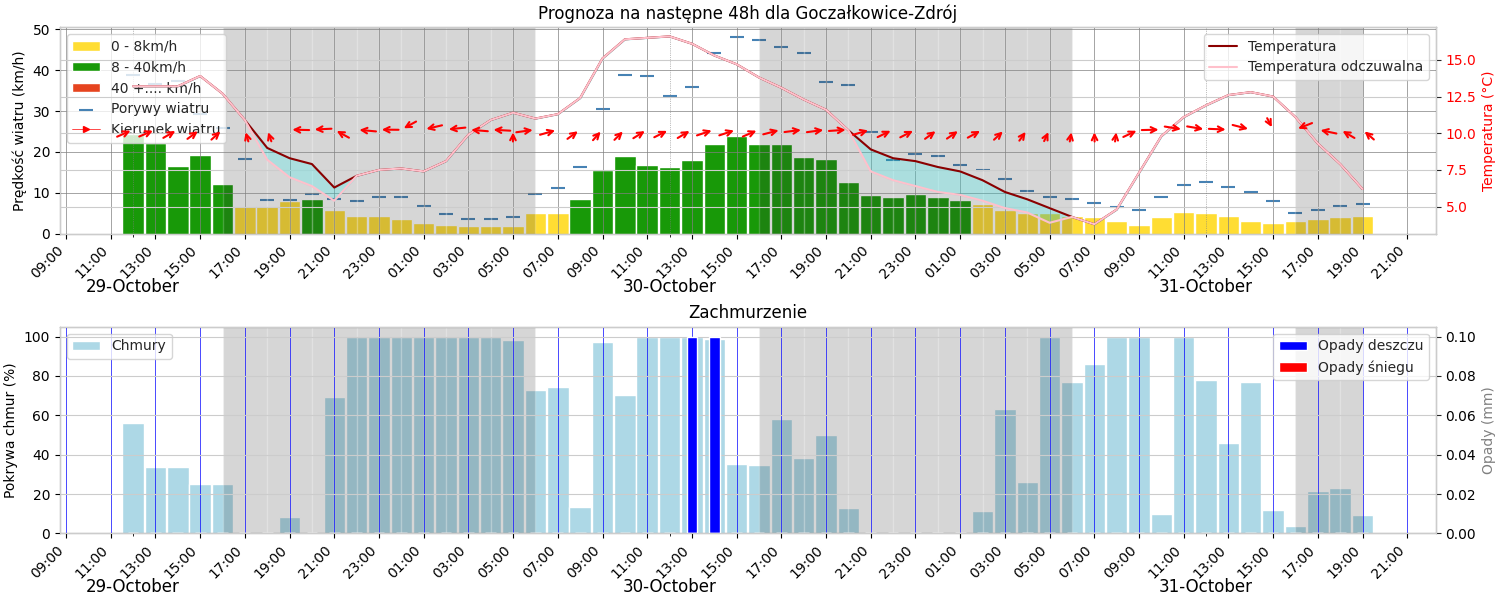 Prognoza na następne 48h dla Goczałkowice-Zdrój
Prędkość wiatru (km/h)
50
40
30
20
10
0
0 - 8km/h
8 - 40km/h
40 +.... km/h
Porywy wiatru
Kierunek wiatru
Temperatura
Temperatura odczuwalna
15.0
12.5
10.0
7.5
5.0
Temperatura (°C)
09:00 11:00 13:00 15:00 17:00 19:00 21:00 23:00 01:00 03:00 05:00 07:00 09:00 11:00 13:00 15:00 17:00 19:00 21:00 23:00 01:00 03:00 05:00 07:00 09:00 11:00 13:00 15:00 17:00 19:00 21:00
29-October 30-October 31-October
Zachmurzenie
Pokrywa chmur (%)
100
80
60
40
20
0
Chmury
Opady deszczu
Opady śniegu
0.10
0.08
0.06
0.04
0.02
0.00
Opady (mm)
09:00 11:00 13:00 15:00 17:00 19:00 21:00 23:00 01:00 03:00 05:00 07:00 09:00 11:00 13:00 15:00 17:00 19:00 21:00 23:00 01:00 03:00 05:00 07:00 09:00 11:00 13:00 15:00 17:00 19:00 21:00
29-October 30-October 31-October